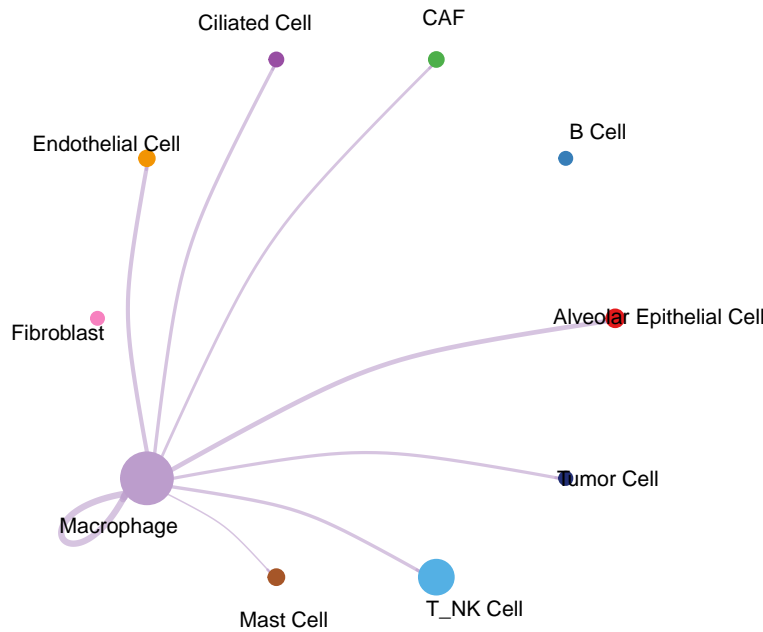 CAF
Ciliated Cell
B Cell
Endothelial Cell
Alveolar Epithelial Cell
Fibroblast
Tumor Cell
Macrophage
T_NK Cell
Mast Cell